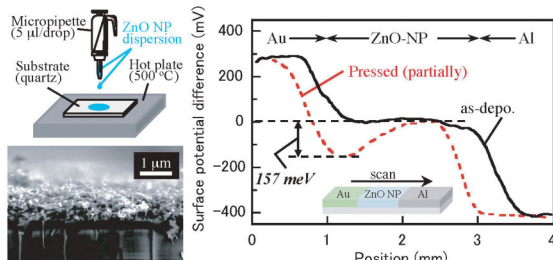 Micropipette
(5 µl/drop)
ZnO NP
dispersion
Substrate
(quartz)
Hot plate
(500 °C)
1 µm
Surface potential difference (mV)
400
200
0
−200
−400
Au
ZnO-NP
Al
Pressed (partially)
as-depo.
157 meV
scan
Au
ZnO NP
Al
0
1
2
3
4
Position (mm)